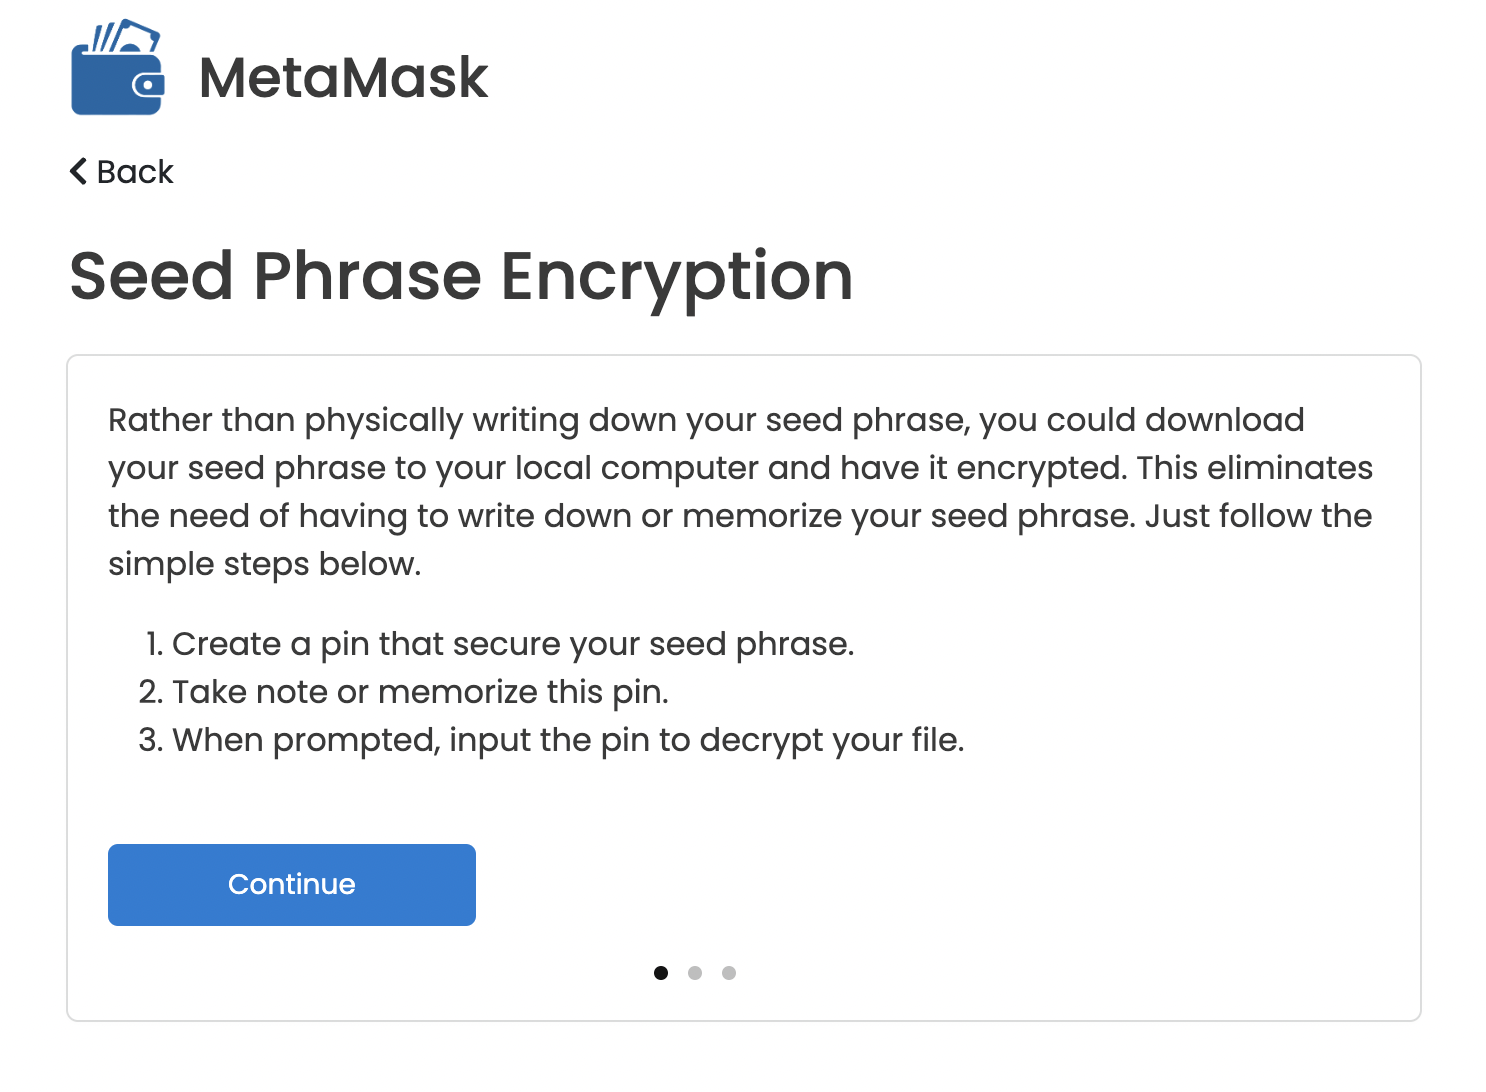 MetaMask
Back
Seed Phrase Encryption
Rather than physically writing down your seed phrase, you could download
your seed phrase to your local computer and have it encrypted. This eliminates
the need of having to write down or memorize your seed phrase. Just follow the
simple steps below.
1. Create a pin that secure your seed phrase.
2. Take note or memorize this pin.
3. When prompted, input the pin to decrypt your file.
Continue